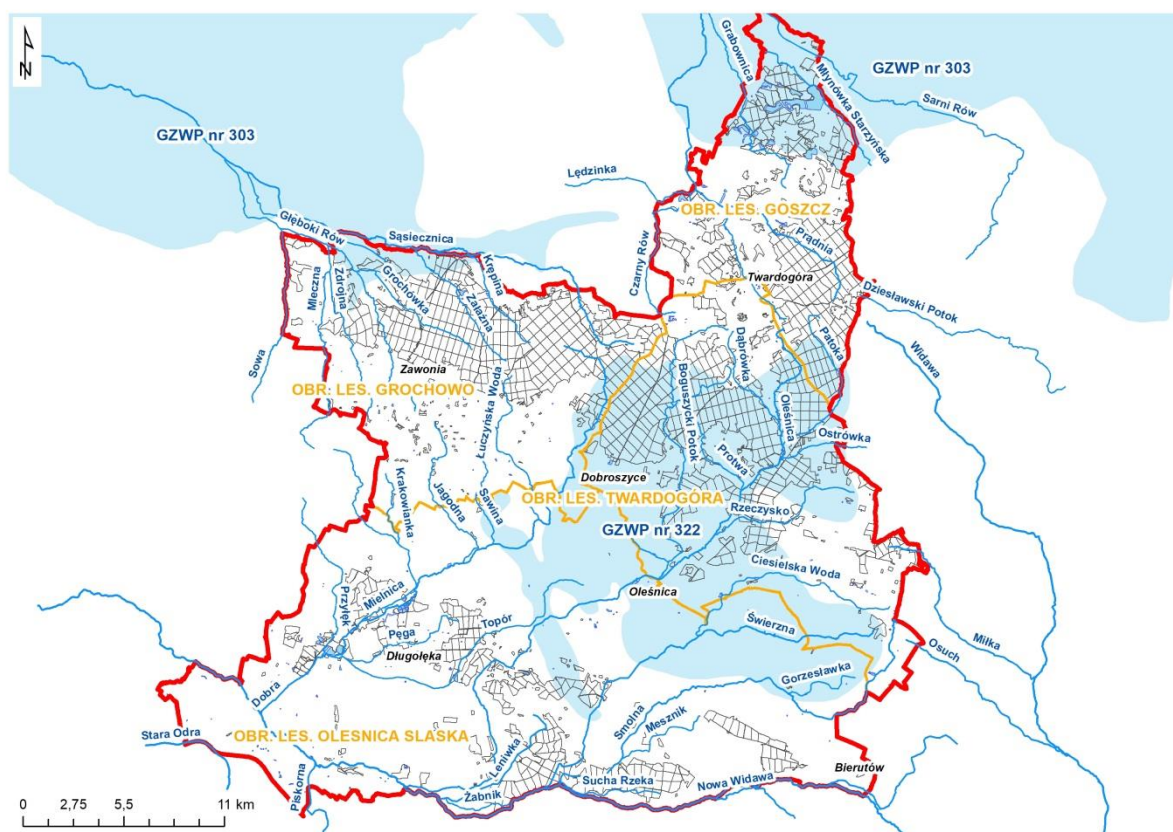 N
Grabownica
GZWP nr 303
Młynówka Starzyńska
Sarni Rów
GZWP nr 303
Lędzinka
OBR. LES. GOSZCZ
Głęboki Rów
Sąsiecznica
Prądnia
Czarny Rów
Krępina
Twardogóra
Mleczna
Zdrojna
Grochowka
Zalażna
Dziesławski Potok
Patoka
Dąbrówka
Widawa
Sowa
Zawonia
OBR. LES. GROCHOWO
Łuczyńska Woda
Boguszycki Potok
Oleśnica
Ostrówka
Protwa
Dobroszyce
Krakowianka
Jagodna
Sawina
OBR. LES. TWARDOGÓRA
Rzeczysko
GZWP nr 322
Ciesielska Woda
Oleśnica
Przyłęk
Mielnica
Topór
Pęga
Świerzna
Miłka
Osuch
Długołęka
Gorzesławka
Dobra
Smolna
Mesznik
Stara Odra
OBR. LES. OLESNICA SLASKA
Leniwka
Bierutów
Sucha Rzeka
Nowa Widawa
Żabnik
Piskorna
0 2,75 5,5 11 km